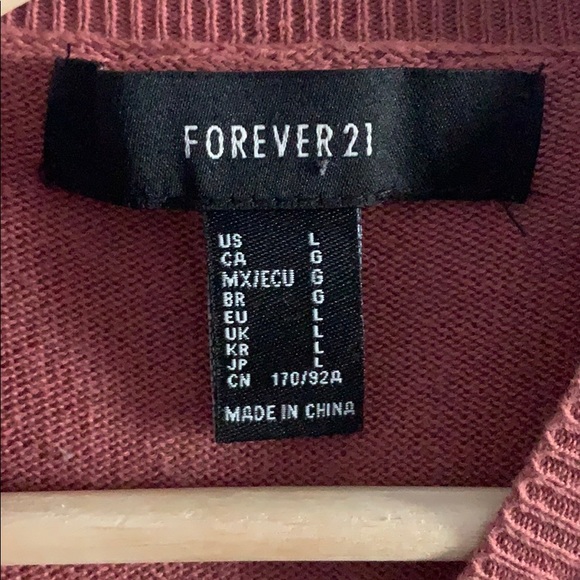 FOREVER 21
US L
CA G
MX/ECU G
BR G
EU L
UK L
KR L
JP L
CN 170/92A
MADE IN CHINA